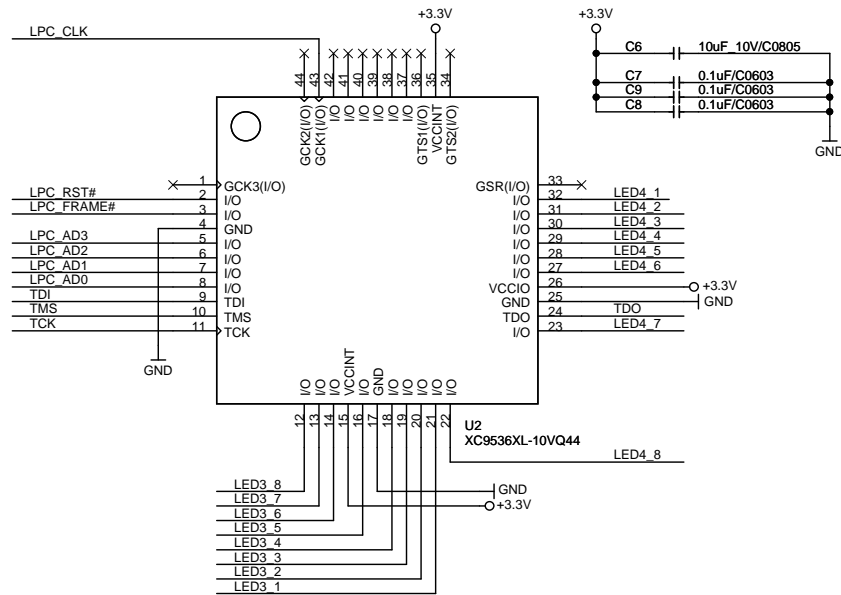 +3.3V
+3.3V
LPC_CLK
C6 10uF_10V/C0805
C7 0.1uF/C0603
C9 0.1uF/C0603
C8 0.1uF/C0603
GND
44 43 42 41 40 39 38 37 36 35 34
GCK2(I/O) GCK1(I/O) I/O I/O I/O I/O I/O I/O GTS1(I/O) VCCINT GTS2(I/O)
1 GCK3(I/O) GSR(I/O) 33
LPC_RST# 2 I/O I/O 32 LED4_1
LPC_FRAME# 3 I/O I/O 31 LED4_2
4 GND I/O 30 LED4_3
LPC_AD3 5 I/O I/O 29 LED4_4
LPC_AD2 6 I/O I/O 28 LED4_5
LPC_AD1 7 I/O I/O 27 LED4_6
LPC_AD0 8 I/O VCCIO 26 +3.3V
TDI 9 TDI GND 25 GND
TMS 10 TMS TDO 24 TDO
TCK 11 TCK I/O 23 LED4_7
GND
I/O I/O I/O VCCINT I/O GND I/O I/O I/O I/O I/O
12 13 14 15 16 17 18 19 20 21 22
U2
XC9536XL-10VQ44
LED4_8
LED3_8 GND
LED3_7 +3.3V
LED3_6
LED3_5
LED3_4
LED3_3
LED3_2
LED3_1